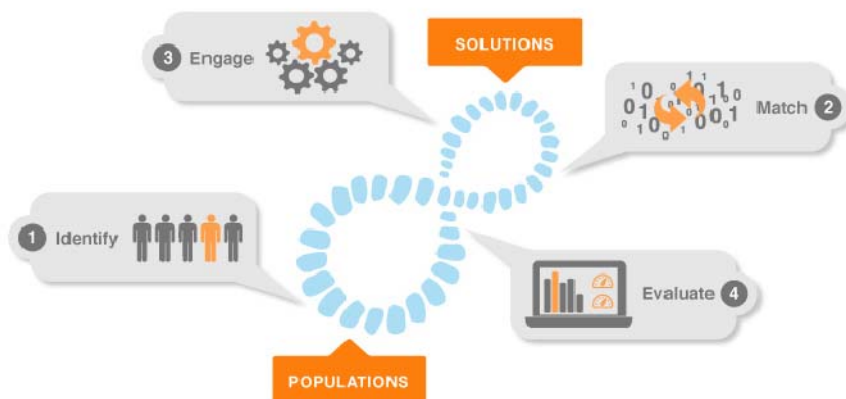 3 Engage
SOLUTIONS
Match 2
1 Identify
Evaluate 4
POPULATIONS